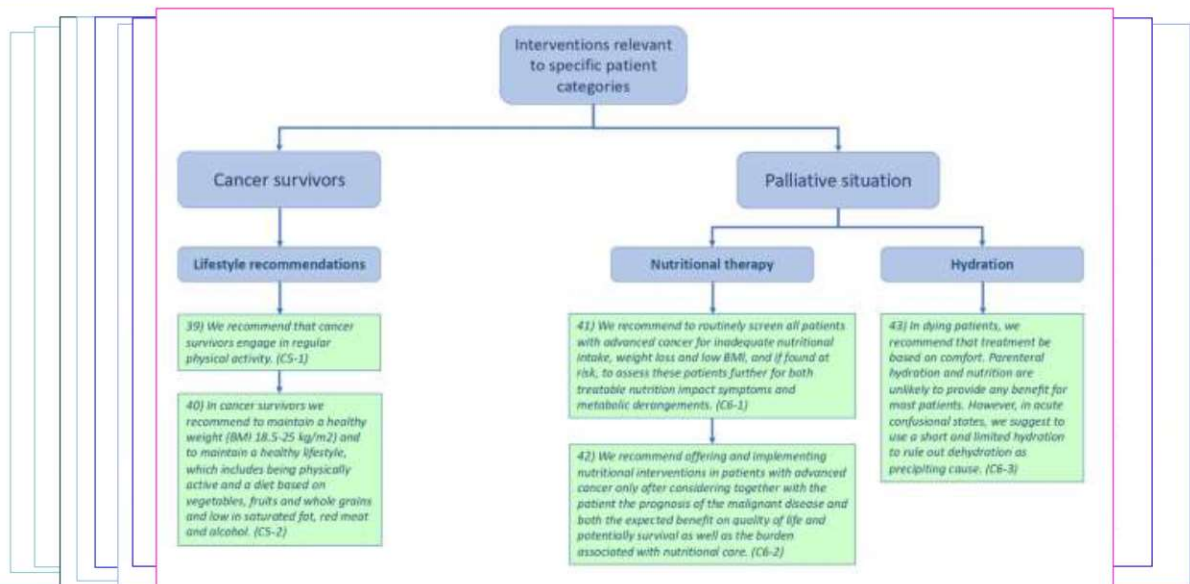 Interventions relevant
to specific patient
categories
Cancer survivors
Palliative situation
Lifestyle recommendations
Nutritional therapy
Hydration
39) We recommend that cancer
survivors engage in regular
physical activity. (C5-1)
40) In cancer survivors we
recommend to maintain a healthy
weight (BMI 18.5-25 kg/m2) and
to maintain a healthy lifestyle,
which includes being physically
active and a diet based on
vegetables, fruits and whole grains
and low in saturated fat, red meat
and alcohol. (C5-2)
41) We recommend to routinely screen all patients
with advanced cancer for inadequate nutritional
intake, weight loss and low BMI, and if found at
risk, to assess these patients further for both
treatable nutrition impact symptoms and
metabolic derangements. (C6-1)
42) We recommend offering and implementing
nutritional interventions in patients with advanced
cancer only after considering together with the
patient the prognosis of the malignant disease and
both the expected benefit on quality of life and
potentially survival as well as the burden
associated with nutritional care. (C6-2)
43) In dying patients, we
recommend that treatment be
based on comfort. Parenteral
hydration and nutrition are
unlikely to provide any benefit for
most patients. However, in acute
confusional states, we suggest to
use a short and limited hydration
to rule out dehydration as
precipiting cause. (C6-3)